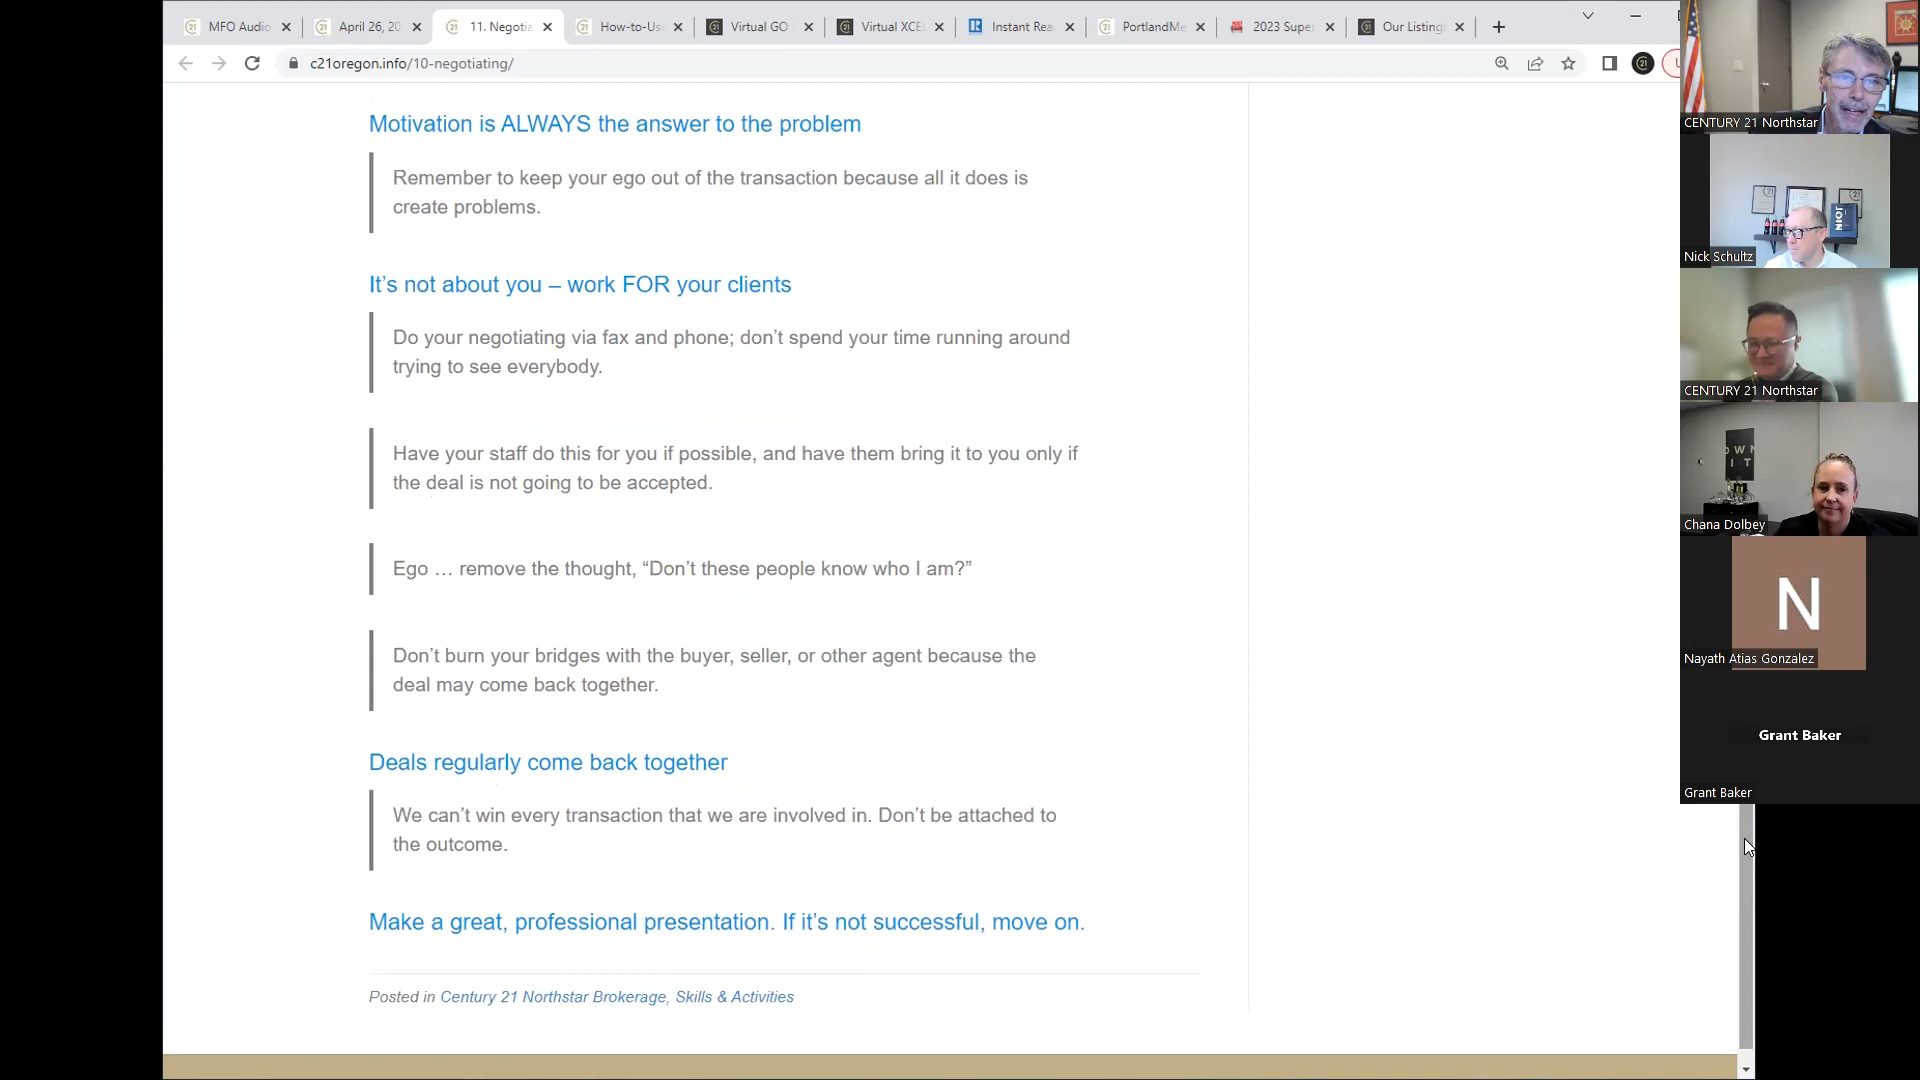 MFO Audio
April 26, 20
11. Negotia
How-to-Us
Virtual GO
Virtual XCE
Instant Rea
PortlandMe
2023 Supe
Our Listing
c21oregon.info/10-negotiating/
Motivation is ALWAYS the answer to the problem
Remember to keep your ego out of the transaction because all it does is
create problems.
It’s not about you – work FOR your clients
Do your negotiating via fax and phone; don’t spend your time running around
trying to see everybody.
Have your staff do this for you if possible, and have them bring it to you only if
the deal is not going to be accepted.
Ego … remove the thought, “Don’t these people know who I am?”
Don’t burn your bridges with the buyer, seller, or other agent because the
deal may come back together.
Deals regularly come back together
We can’t win every transaction that we are involved in. Don’t be attached to
the outcome.
Make a great, professional presentation. If it’s not successful, move on.
Posted in Century 21 Northstar Brokerage, Skills & Activities
CENTURY 21 Northstar
JOIN
Nick Schultz
CENTURY 21 Northstar
Chana Dolbey
N
Nayath Atias Gonzalez
Grant Baker
Grant Baker